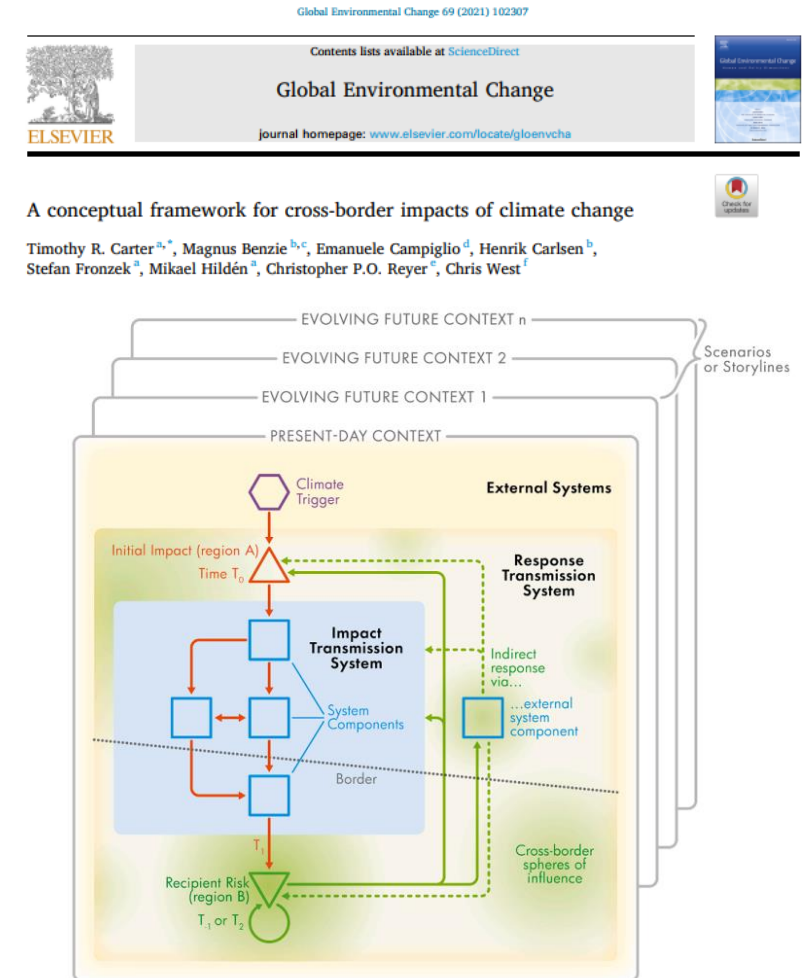 Global Environmental Change 69 (2021) 102307
Contents lists available at ScienceDirect
Global Environmental Change
ELSEVIER
journal homepage: www.elsevier.com/locate/gloenvcha
Global Environmental Change
Check for
updates
A conceptual framework for cross-border impacts of climate change
Timothy R. Carter a,*, Magnus Benzie b,c, Emanuele Campiglio d, Henrik Carlsen b,
Stefan Fronzek a, Mikael Hildén a, Christopher P.O. Reyer e, Chris West f
EVOLVING FUTURE CONTEXT n
EVOLVING FUTURE CONTEXT 2
Scenarios
or Storylines
EVOLVING FUTURE CONTEXT 1
PRESENT-DAY CONTEXT
Climate
Trigger
External Systems
Initial Impact (region A)
Time T0
Response
Transmission
System
Impact
Transmission
System
Indirect
response
via...
System
Components
...external
system
component
Border
T1
Cross-border
spheres of
influence
Recipient Risk
(region B)
T-1 or T2